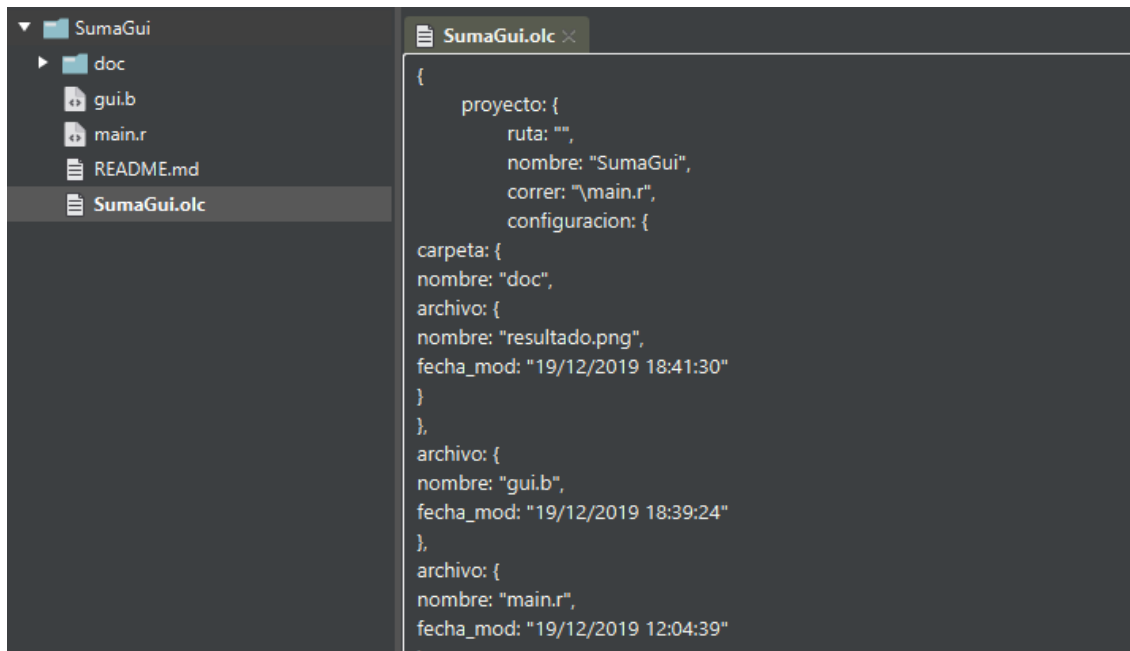 SumaGui
doc
gui.b
main.r
README.md
SumaGui.olc
SumaGui.olc
{
proyecto: {
ruta: "",
nombre: "SumaGui",
correr: "\main.r",
configuracion: {
carpeta: {
nombre: "doc",
archivo: {
nombre: "resultado.png",
fecha_mod: "19/12/2019 18:41:30"
}
},
archivo: {
nombre: "gui.b",
fecha_mod: "19/12/2019 18:39:24"
},
archivo: {
nombre: "main.r",
fecha_mod: "19/12/2019 12:04:39"